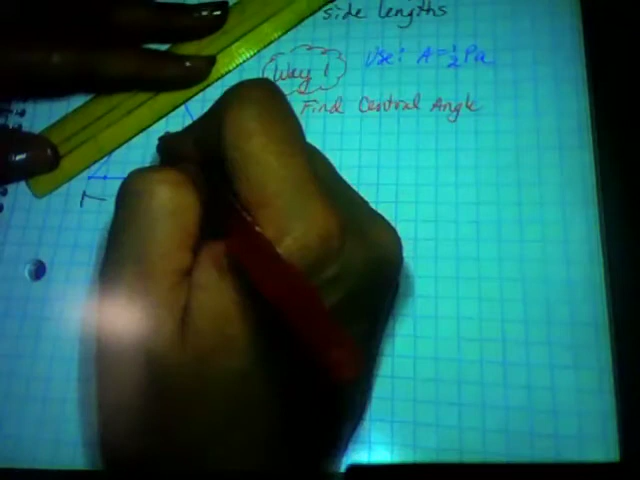 side lengths
Use: A = 1/2 Pa
Way 1
Find Central Angle